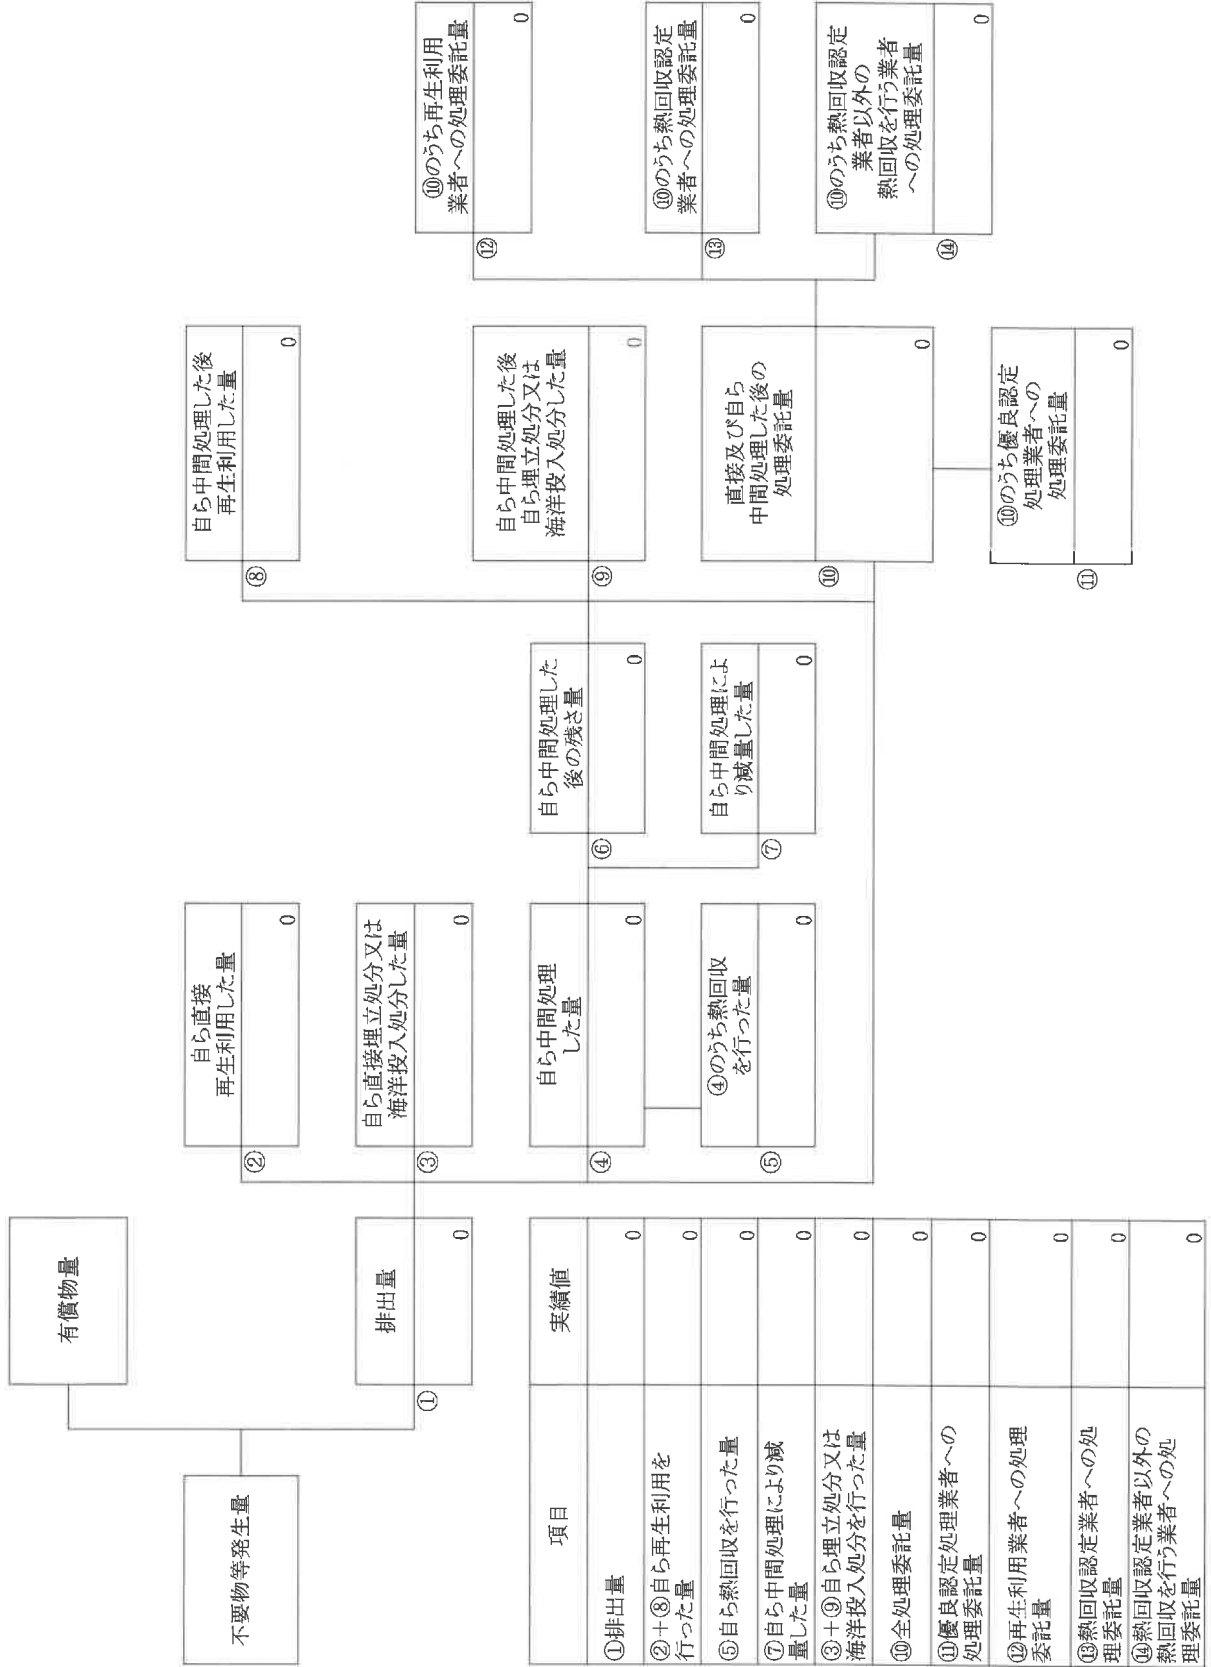 不要物等発生量
有償物量
①
排出量
0
②
自ら直接
再生利用した量
0
③
自ら直接埋立処分又は
海洋投入処分した量
0
④
自ら中間処理
した量
0
⑤
④のうち熱回収
を行った量
0
⑥
自ら中間処理した
後の残さ量
0
⑦
自ら中間処理によ
り減量した量
0
⑧
自ら中間処理した後
再生利用した量
0
⑨
自ら中間処理した後
自ら埋立処分又は
海洋投入処分した量
0
⑩
直接及び自ら
中間処理した後の
処理委託量
0
⑪
⑩のうち優良認定
処理業者への
処理委託量
0
⑫
⑩のうち再生利用
業者への処理委託量
0
⑬
⑩のうち熱回収認定
業者への処理委託量
0
⑭
⑩のうち熱回収認定
業者以外の
熱回収を行う業者
への処理委託量
0
項目 実績値
①排出量 0
②+⑧自ら再生利用を
行った量 0
⑤自ら熱回収を行った量 0
⑦自ら中間処理により減
量した量 0
③+⑨自ら埋立処分又は
海洋投入処分を行った量 0
⑩全処理委託量 0
⑪優良認定処理業者への
処理委託量 0
⑫再生利用業者への処理
委託量 0
⑬熱回収認定業者への処
理委託量 0
⑭熱回収認定業者以外の
熱回収を行う業者への処
理委託量 0